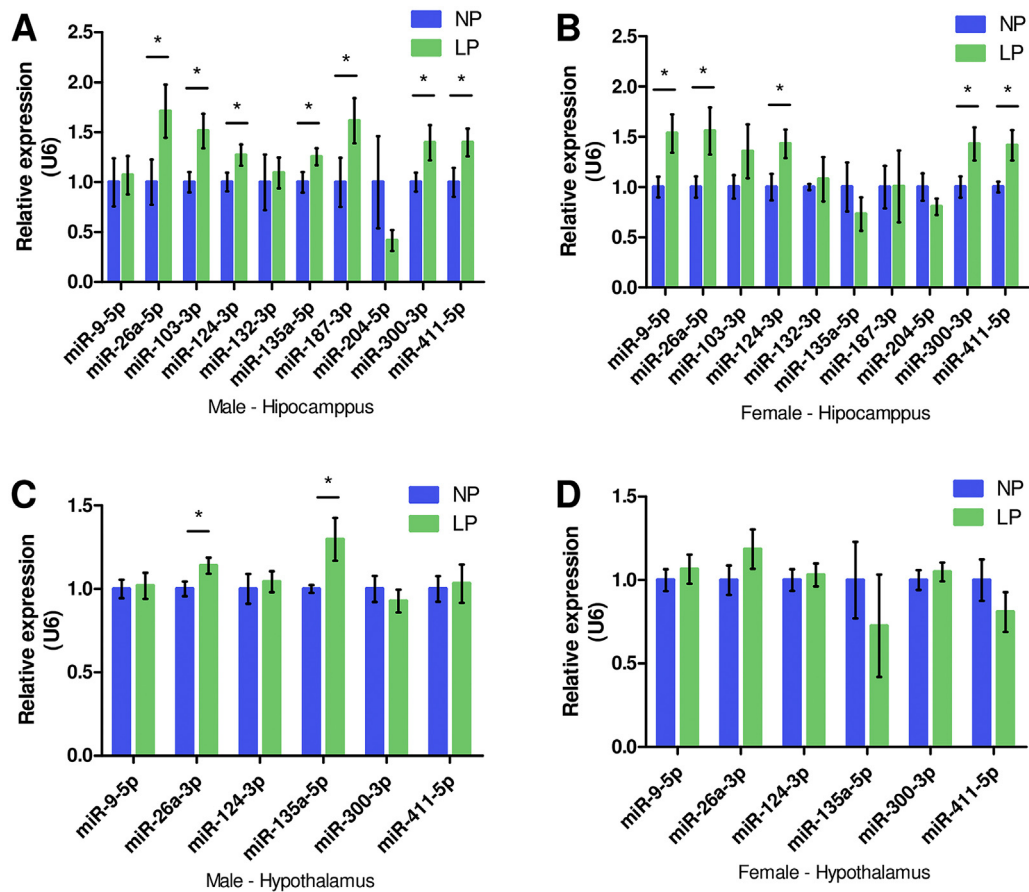 A
NP
LP
Relative expression
(U6)
2.5
2.0
1.5
1.0
0.5
0.0
*
*
*
*
*
*
*
miR-9-5p
miR-26a-5p
miR-103-3p
miR-124-3p
miR-132-3p
miR-135a-5p
miR-187-3p
miR-204-5p
miR-300-3p
miR-411-5p
Male - Hipocamppus
B
NP
LP
Relative expression
(U6)
2.5
2.0
1.5
1.0
0.5
0.0
*
*
*
*
*
miR-9-5p
miR-26a-5p
miR-103-3p
miR-124-3p
miR-132-3p
miR-135a-5p
miR-187-3p
miR-204-5p
miR-300-3p
miR-411-5p
Female - Hipocamppus
C
NP
LP
Relative expression
(U6)
1.5
1.0
0.5
0.0
*
*
miR-9-5p
miR-26a-3p
miR-124-3p
miR-135a-5p
miR-300-3p
miR-411-5p
Male - Hypothalamus
D
NP
LP
Relative expression
(U6)
1.5
1.0
0.5
0.0
miR-9-5p
miR-26a-3p
miR-124-3p
miR-135a-5p
miR-300-3p
miR-411-5p
Female - Hypothalamus